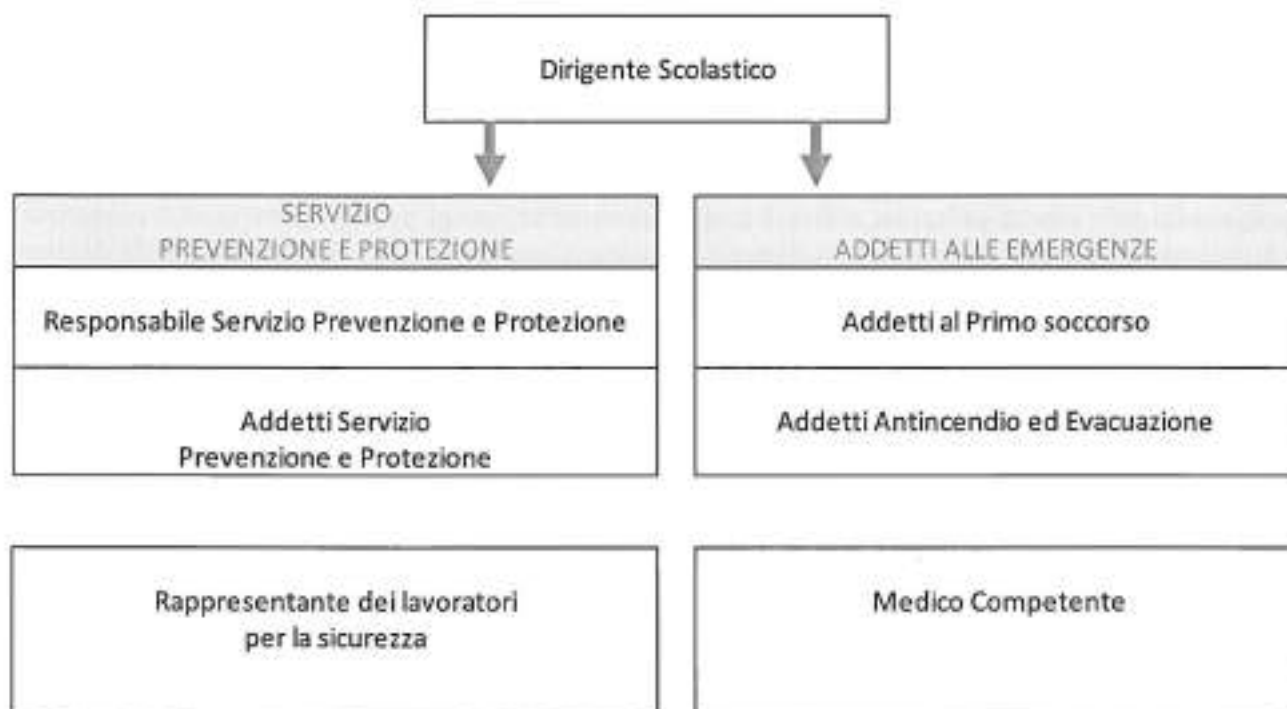 Dirigente Scolastico
SERVIZIO
PREVENZIONE E PROTEZIONE
Responsabile Servizio Prevenzione e Protezione
Addetti Servizio
Prevenzione e Protezione
ADDETTI ALLE EMERGENZE
Addetti al Primo soccorso
Addetti Antincendio ed Evacuazione
Rappresentante dei lavoratori
per la sicurezza
Medico Competente